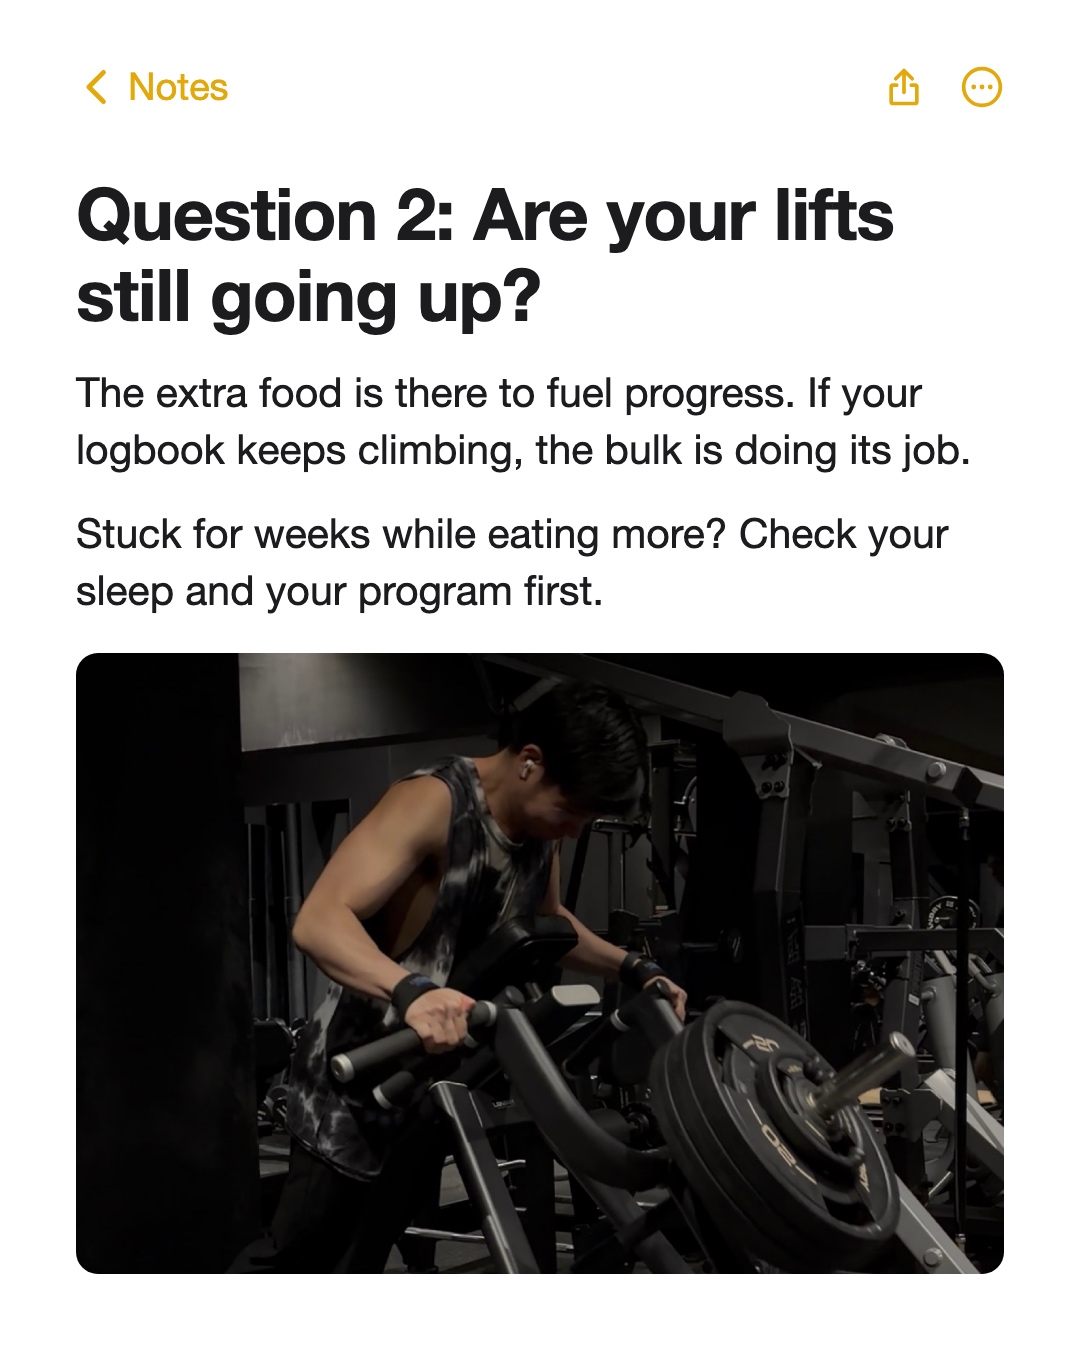 Notes
Question 2: Are your lifts
still going up?
The extra food is there to fuel progress. If your
logbook keeps climbing, the bulk is doing its job.
Stuck for weeks while eating more? Check your
sleep and your program first.
20